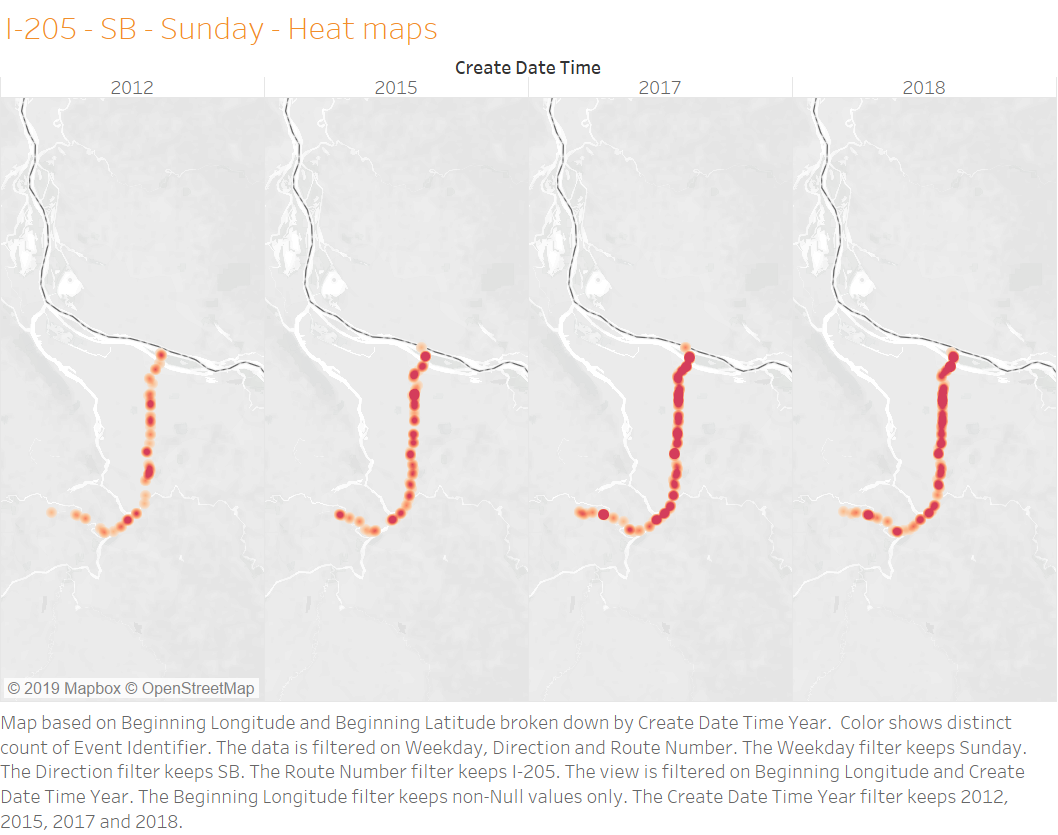 I-205 - SB - Sunday - Heat maps
Create Date Time
2012 2015 2017 2018
© 2019 Mapbox © OpenStreetMap
Map based on Beginning Longitude and Beginning Latitude broken down by Create Date Time Year.  Color shows distinct
count of Event Identifier. The data is filtered on Weekday, Direction and Route Number. The Weekday filter keeps Sunday.
The Direction filter keeps SB. The Route Number filter keeps I-205. The view is filtered on Beginning Longitude and Create
Date Time Year. The Beginning Longitude filter keeps non-Null values only. The Create Date Time Year filter keeps 2012,
2015, 2017 and 2018.